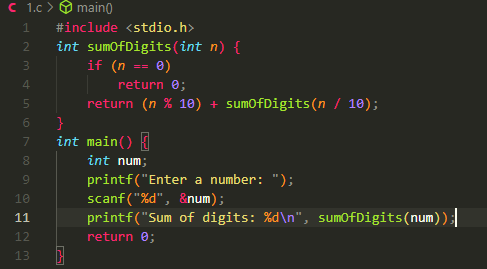 C 1.c > main()
1 #include <stdio.h>
2 int sumOfDigits(int n) {
3     if (n == 0)
4         return 0;
5     return (n % 10) + sumOfDigits(n / 10);
6 }
7 int main() {
8     int num;
9     printf("Enter a number: ");
10     scanf("%d", &num);
11     printf("Sum of digits: %d\n", sumOfDigits(num));
12     return 0;
13 }